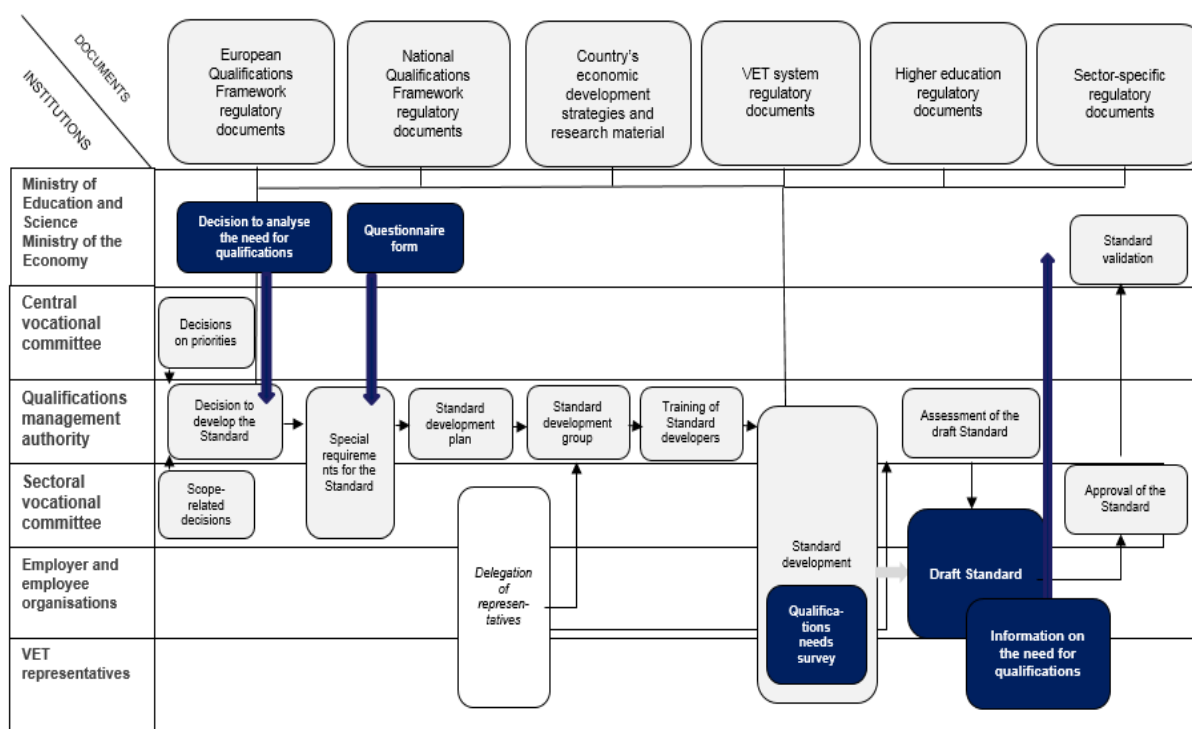 DOCUMENTS
INSTITUTIONS
European
Qualifications
Framework
regulatory
documents
National
Qualifications
Framework
regulatory
documents
Country's
economic
development
strategies and
research material
VET system
regulatory
documents
Higher education
regulatory
documents
Sector-specific
regulatory
documents
Ministry of
Education and
Science
Ministry of the
Economy
Decision to analyse
the need for
qualifications
Questionnaire
form
Standard
validation
Central
vocational
committee
Decisions
on priorities
Qualifications
management
authority
Decision to
develop the
Standard
Special
requireme
nts for the
Standard
Standard
development
plan
Standard
development
group
Training of
Standard
developers
Assessment of the
draft Standard
Sectoral
vocational
committee
Scope-
related
decisions
Approval of the
Standard
Employer and
employee
organisations
Delegation
of
represen-
tatives
Standard
development
Draft Standard
Qualifica-
tions
needs
survey
Information on
the need for
qualifications
VET
representatives